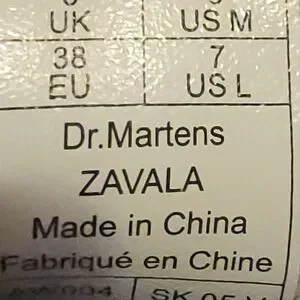 UK US M
38 7
EU US L
Dr.Martens
ZAVALA
Made in China
Fabriqué en Chine